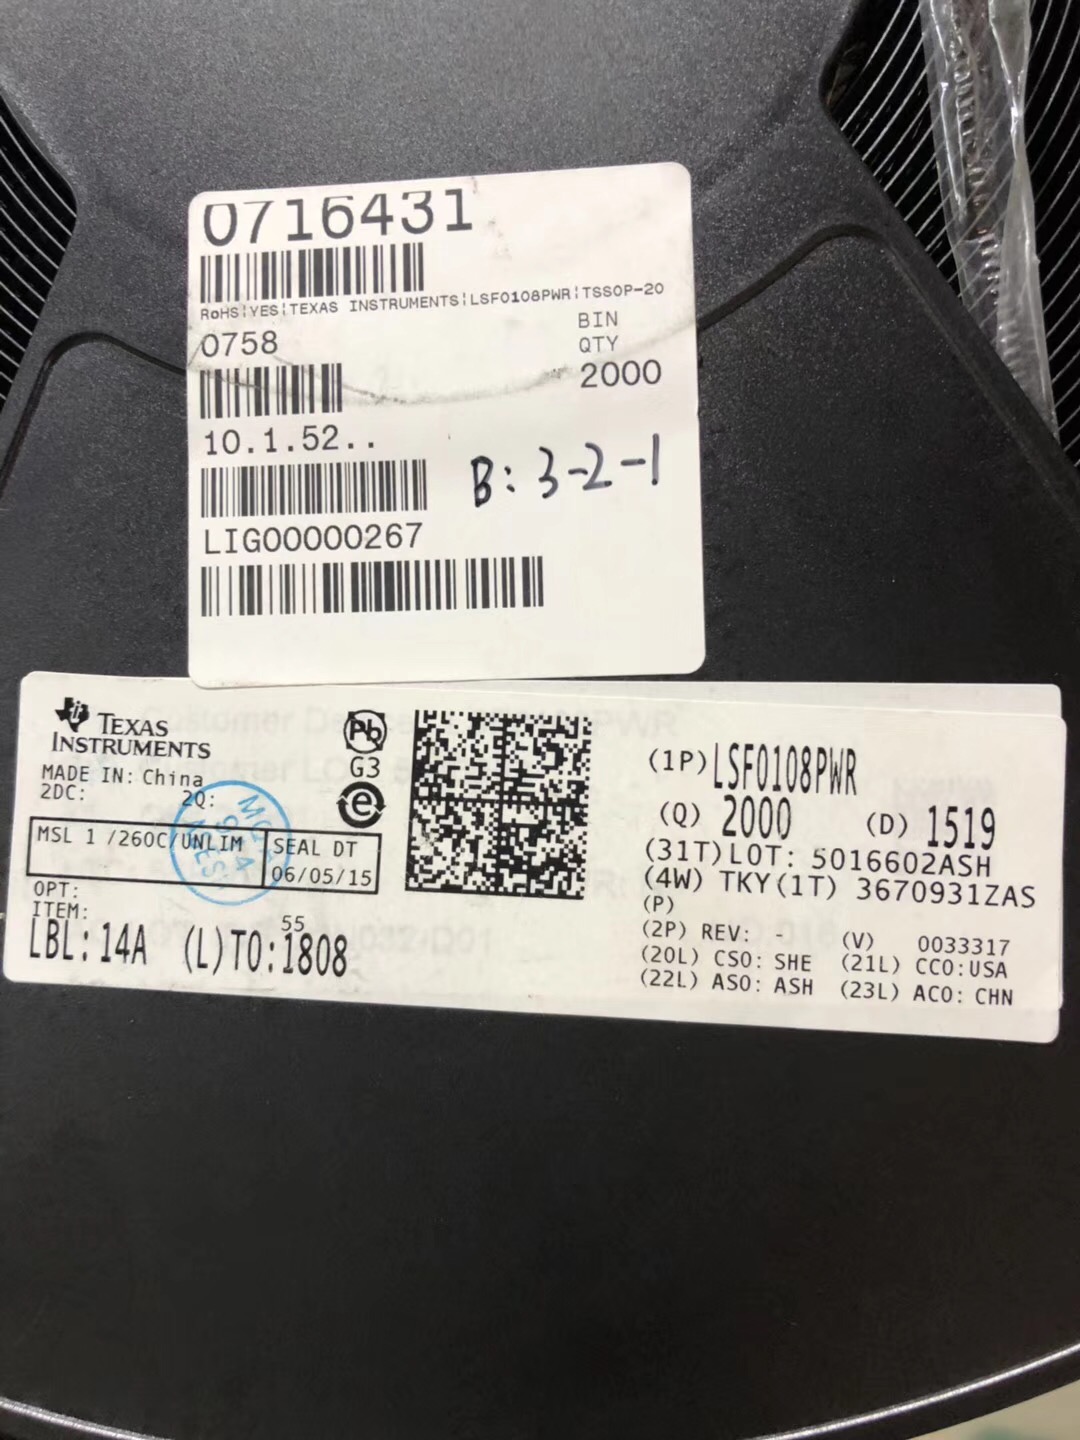 0716431
RoHS|YES|TEXAS INSTRUMENTS|LSF0108PWR|TSSOP-20
0758
BIN
QTY
2000
10.1.52..
B: 3-2-1
LIG00000267
TEXAS
INSTRUMENTS
MADE IN: China
2DC: 2Q:
MSL 1 /260C/UNLIM
SEAL DT
06/05/15
OPT:
ITEM: 55
LBL: 14A (L)TO:1808
Pb
G3
e
(1P)LSF0108PWR
(Q) 2000 (D) 1519
(31T)LOT: 5016602ASH
(4W) TKY(1T) 3670931ZAS
(P)
(2P) REV: - (V) 0033317
(20L) CSO: SHE (21L) CCO:USA
(22L) ASO: ASH (23L) ACO: CHN